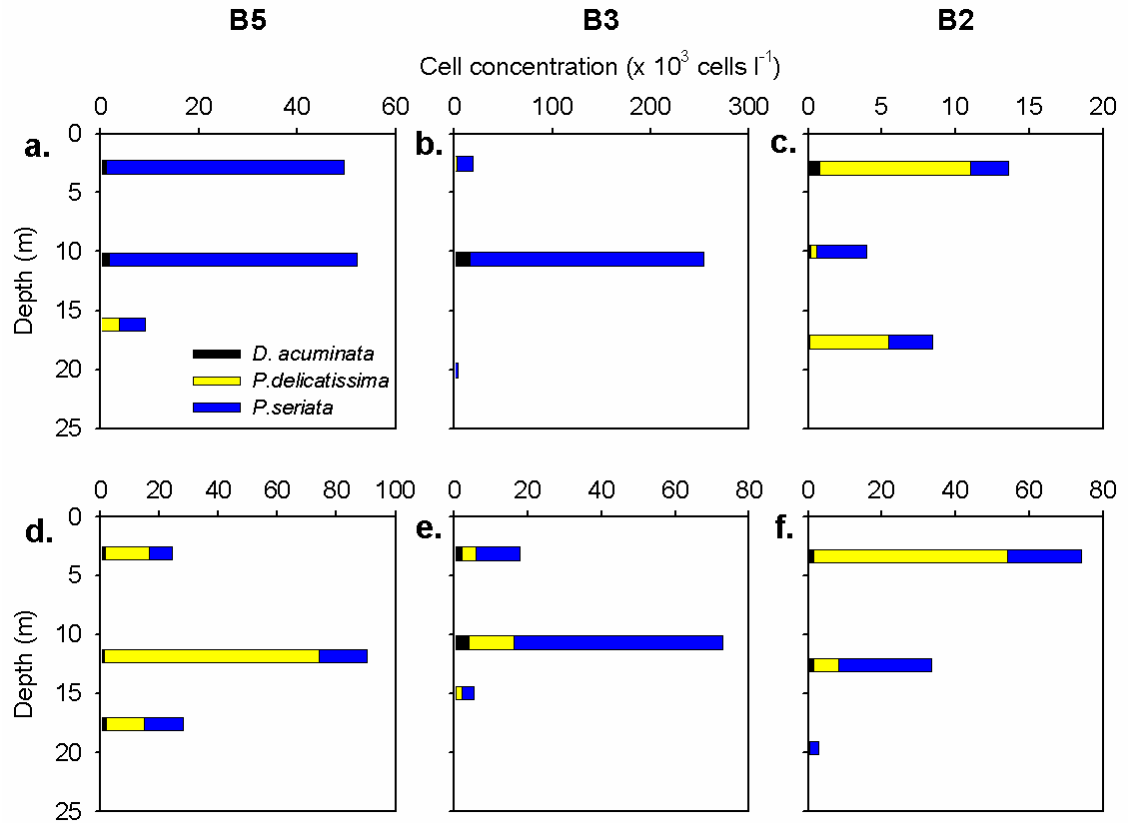 B5 B3 B2
Cell concentration (x 10³ cells l⁻¹)
0 20 40 60 0 100 200 300 0 5 10 15 20
a. b. c.
0
5
10
15
20
25
Depth (m)
D. acuminata
P.delicatissima
P.seriata
0 20 40 60 80 100 0 20 40 60 80 0 20 40 60 80
d. e. f.
0
5
10
15
20
25
Depth (m)